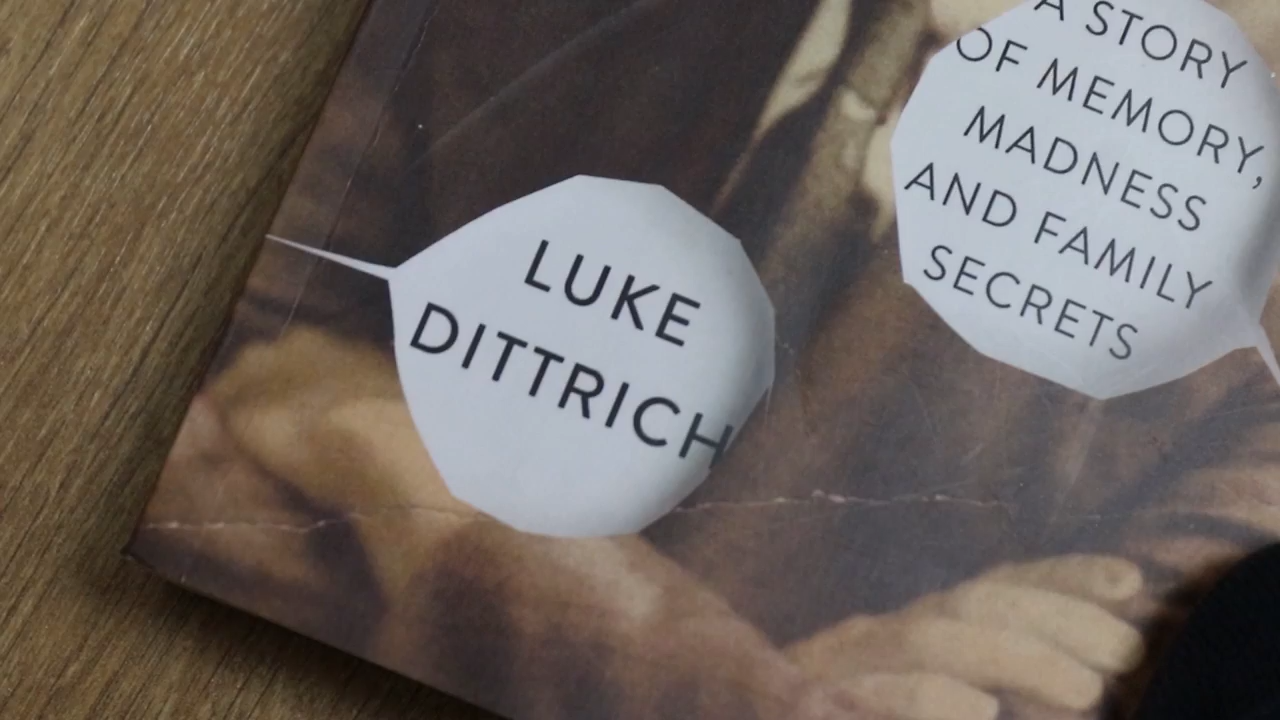 A STORY
OF MEMORY,
MADNESS
AND FAMILY
SECRETS
LUKE
DITTRICH